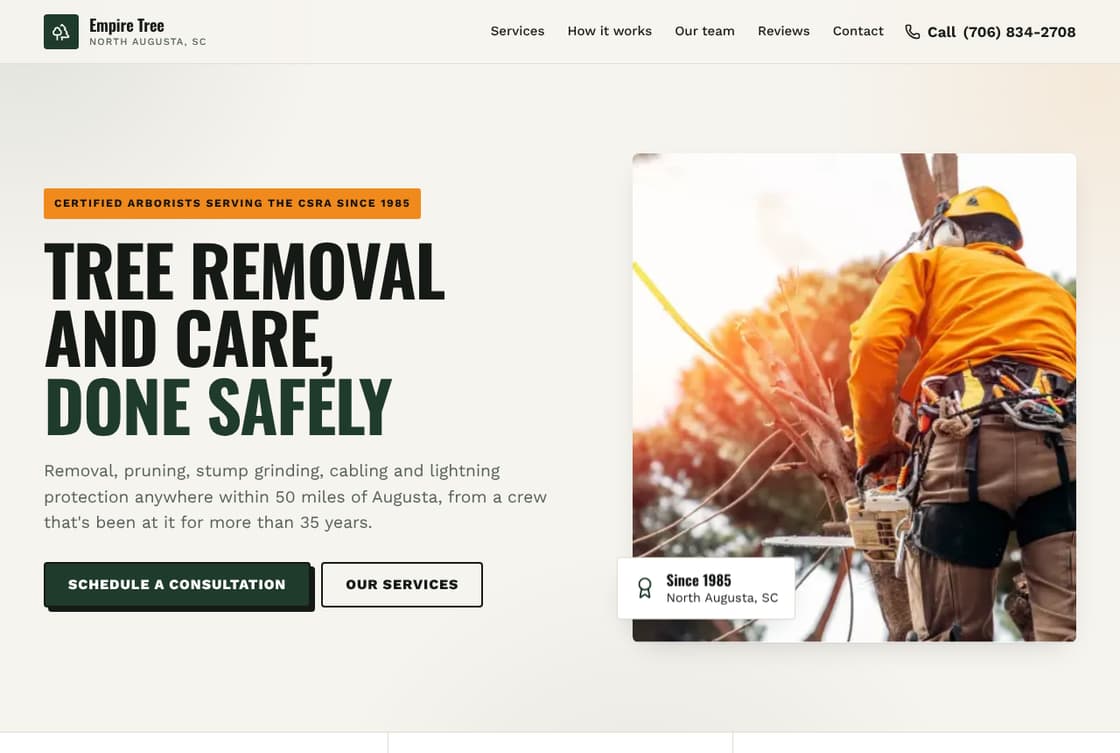 Empire Tree
NORTH AUGUSTA, SC
Services
How it works
Our team
Reviews
Contact
Call (706) 834-2708
CERTIFIED ARBORISTS SERVING THE CSRA SINCE 1985
TREE REMOVAL
AND CARE,
DONE SAFELY
Removal, pruning, stump grinding, cabling and lightning
protection anywhere within 50 miles of Augusta, from a crew
that's been at it for more than 35 years.
SCHEDULE A CONSULTATION
OUR SERVICES
Since 1985
North Augusta, SC